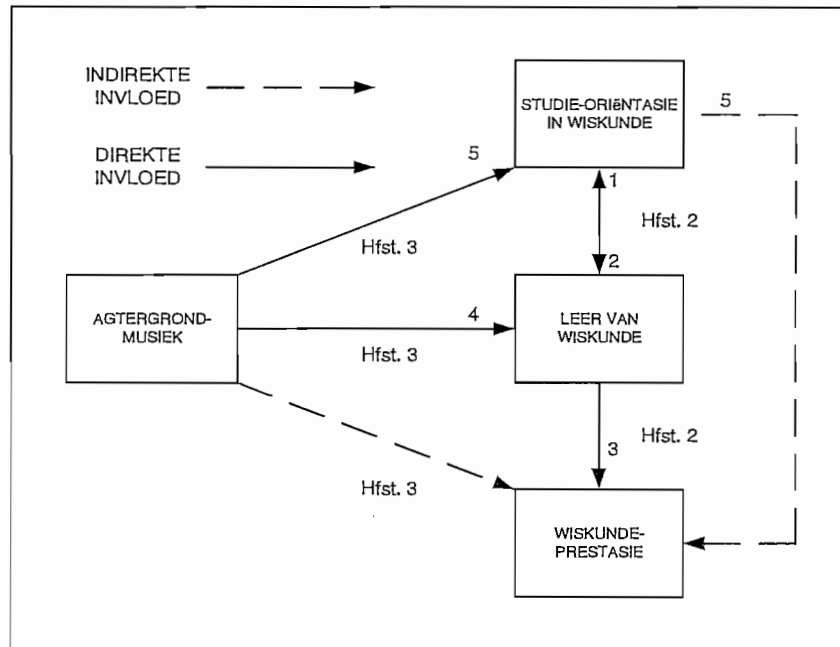 INDIREKTE
INVLOED
DIREKTE
INVLOED
STUDIE-ORIëNTASIE
IN WISKUNDE
5
5
1
Hfst. 3
Hfst. 2
2
AGTERGROND-
MUSIEK
4
LEER VAN
WISKUNDE
Hfst. 3
Hfst. 2
3
Hfst. 3
WISKUNDE-
PRESTASIE